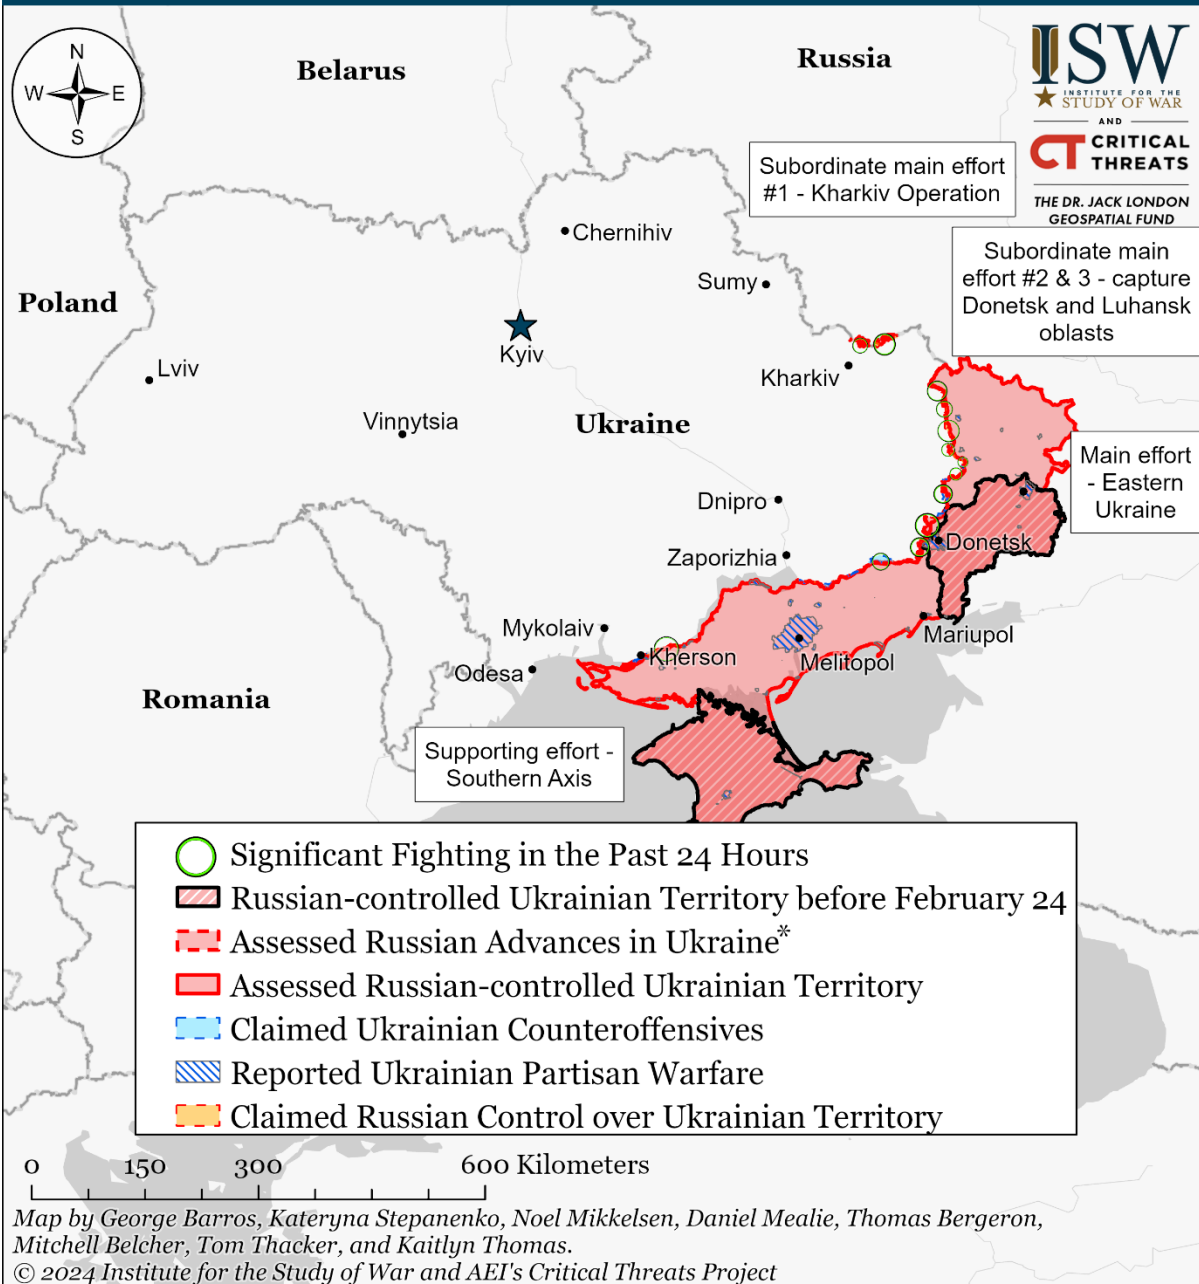 N
W
E
S
Belarus
Russia
ISW
INSTITUTE FOR THE
STUDY OF WAR
AND
CT CRITICAL
THREATS
THE DR. JACK LONDON
GEOSPATIAL FUND
Subordinate main effort
#1 - Kharkiv Operation
Subordinate main
effort #2 & 3 - capture
Donetsk and Luhansk
oblasts
Chernihiv
Sumy
Poland
Kyiv
Lviv
Kharkiv
Vinnytsia
Ukraine
Main effort
- Eastern
Ukraine
Dnipro
Donetsk
Zaporizhia
Mykolaiv
Mariupol
Kherson
Melitopol
Odesa
Romania
Supporting effort -
Southern Axis
Significant Fighting in the Past 24 Hours
Russian-controlled Ukrainian Territory before February 24
Assessed Russian Advances in Ukraine*
Assessed Russian-controlled Ukrainian Territory
Claimed Ukrainian Counteroffensives
Reported Ukrainian Partisan Warfare
Claimed Russian Control over Ukrainian Territory
0 150 300 600 Kilometers
Map by George Barros, Kateryna Stepanenko, Noel Mikkelsen, Daniel Mealie, Thomas Bergeron,
Mitchell Belcher, Tom Thacker, and Kaitlyn Thomas.
© 2024 Institute for the Study of War and AEI's Critical Threats Project